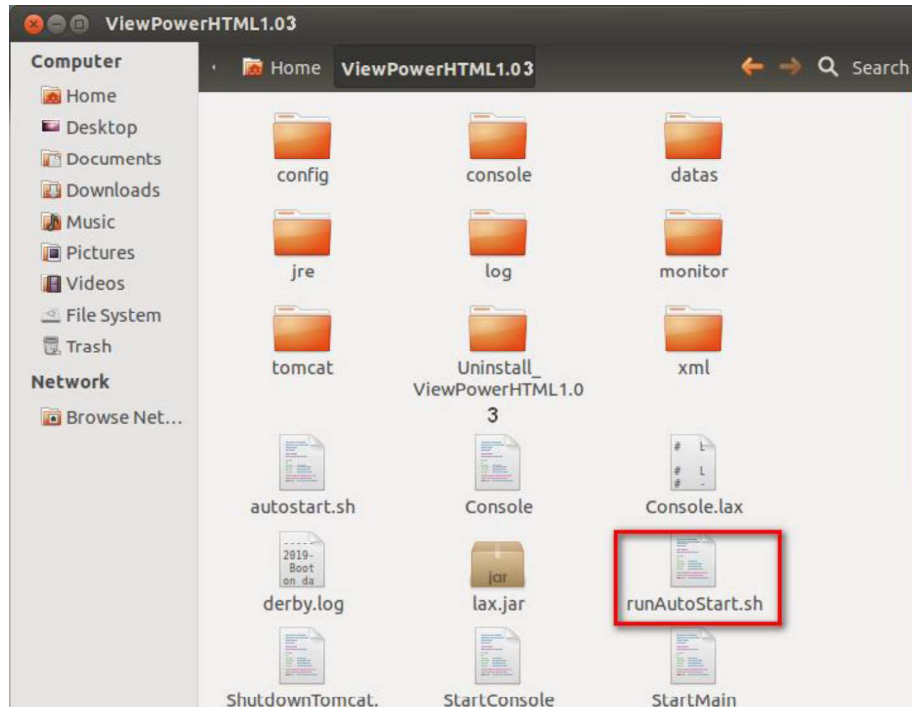 ViewPowerHTML1.03
Computer
Home
Desktop
Documents
Downloads
Music
Pictures
Videos
File System
Trash
Network
Browse Net...
Home ViewPowerHTML1.03 Search
config console datas
jre log monitor
tomcat Uninstall_ xml
ViewPowerHTML1.0
3
# L
# L
# -
autostart.sh Console Console.lax
2019-
Boot
on da
jar
derby.log lax.jar runAutoStart.sh
ShutdownTomcat. StartConsole StartMain